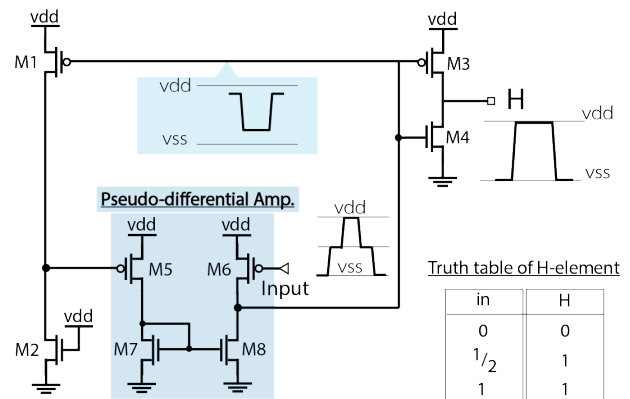 vdd
vdd
M1
M3
vdd
vss
H
vdd
vss
M4
Pseudo-differential Amp.
vdd
vdd
M5
M6
Input
vdd
vss
vdd
M2
M7
M8
Truth table of H-element
in H
0 0
1/2 1
1 1